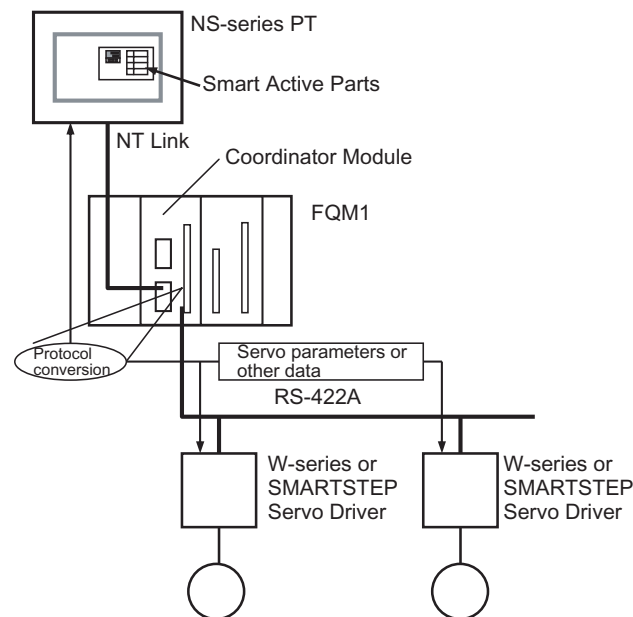 NS-series PT
Smart Active Parts
NT Link
Coordinator Module
FQM1
Protocol
conversion
Servo parameters or
other data
RS-422A
W-series or
SMARTSTEP
Servo Driver
W-series or
SMARTSTEP
Servo Driver